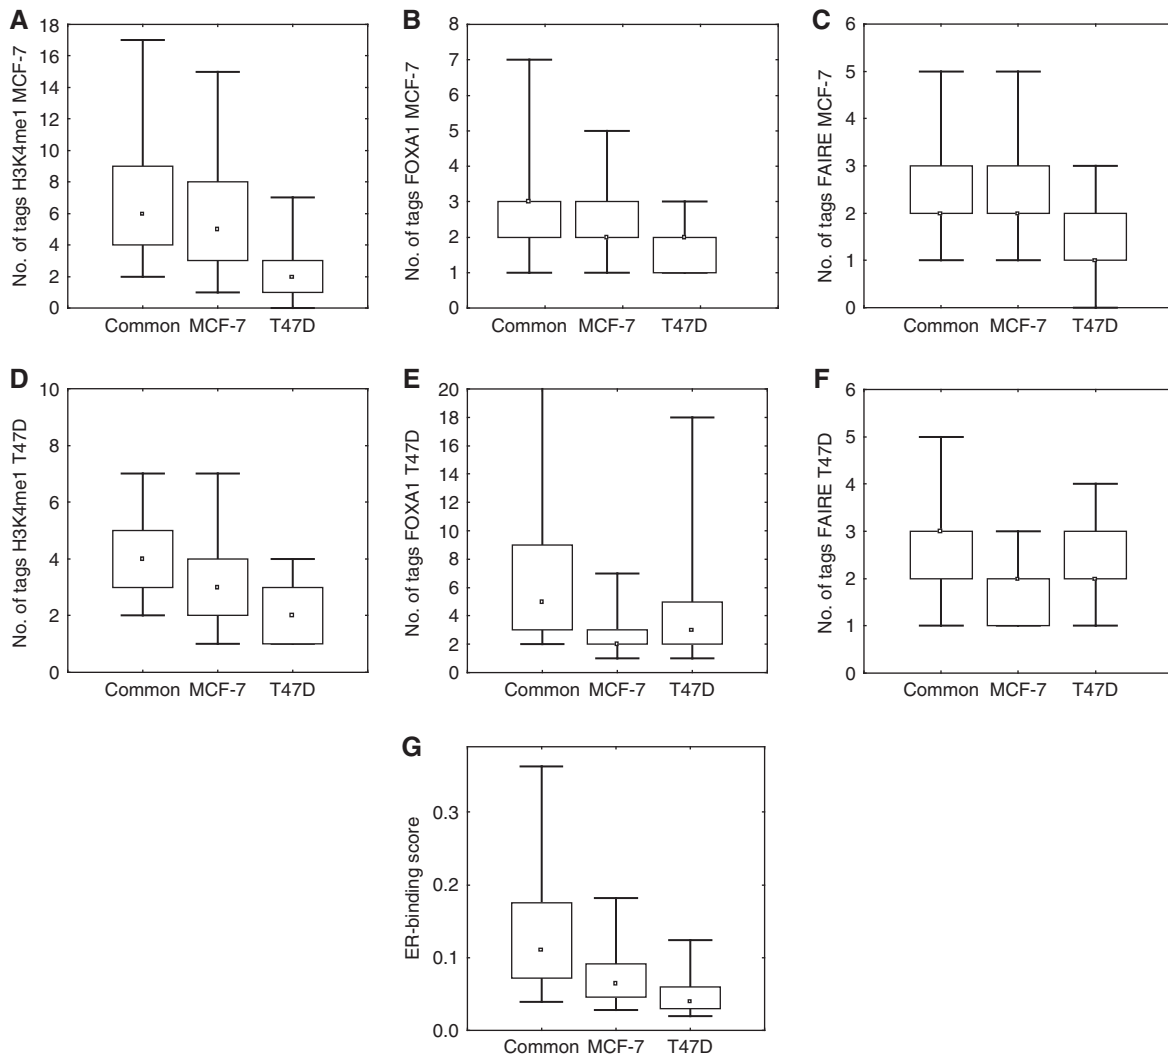 A
No. of tags H3K4me1 MCF-7
18
16
14
12
10
8
6
4
2
0
Common MCF-7 T47D
B
No. of tags FOXA1 MCF-7
8
7
6
5
4
3
2
1
0
Common MCF-7 T47D
C
No. of tags FAIRE MCF-7
6
5
4
3
2
1
0
Common MCF-7 T47D
D
No. of tags H3K4me1 T47D
10
8
6
4
2
0
Common MCF-7 T47D
E
No. of tags FOXA1 T47D
20
18
16
14
12
10
8
6
4
2
0
Common MCF-7 T47D
F
No. of tags FAIRE T47D
6
5
4
3
2
1
0
Common MCF-7 T47D
G
ER-binding score
0.3
0.2
0.1
0.0
Common MCF-7 T47D